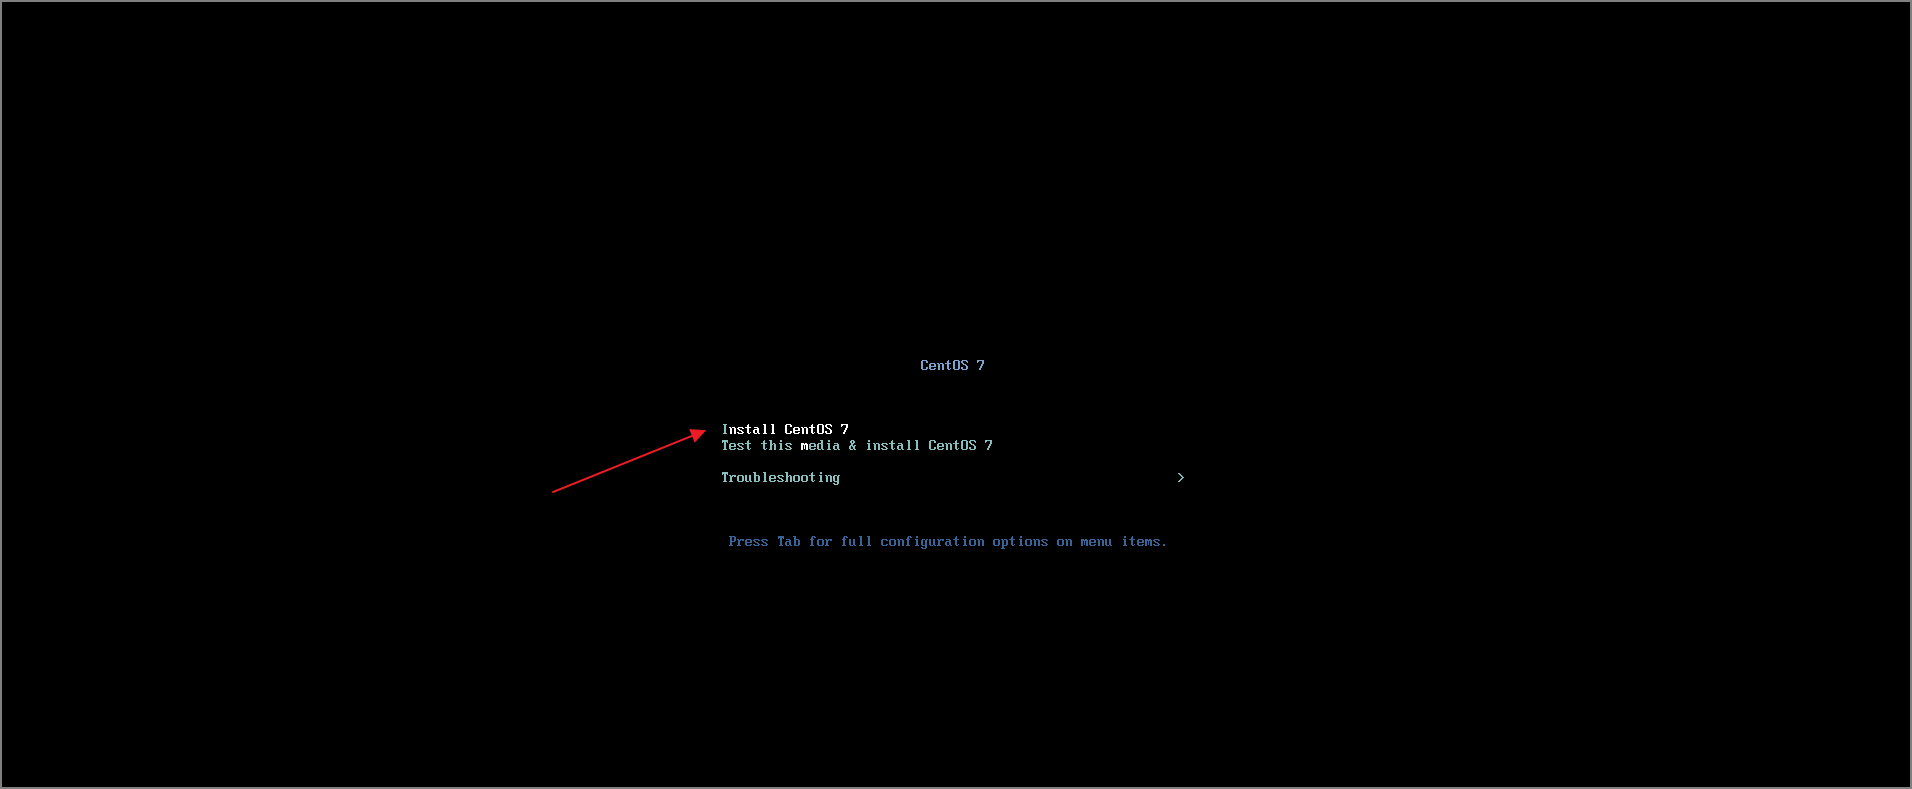 CentOS 7
Install CentOS 7
Test this media & install CentOS 7
Troubleshooting >
Press Tab for full configuration options on menu items.